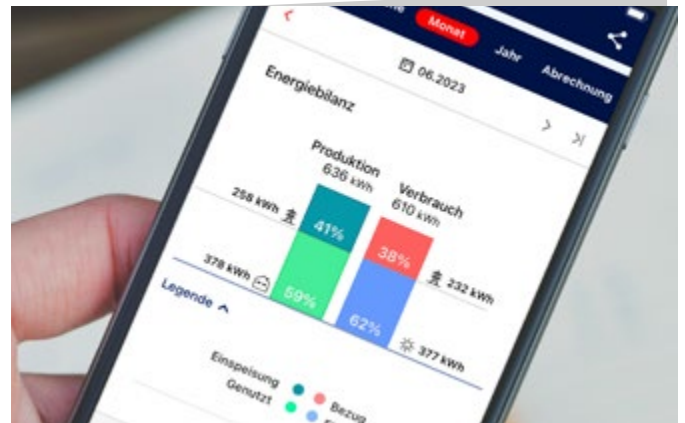 Monat
Jahr
Abrechnung
06.2023
Energiebilanz
Produktion
636 kWh
Verbrauch
610 kWh
258 kWh
41%
38%
232 kWh
378 kWh
59%
62%
377 kWh
Legende
Einspeisung
Bezug
Genutzt